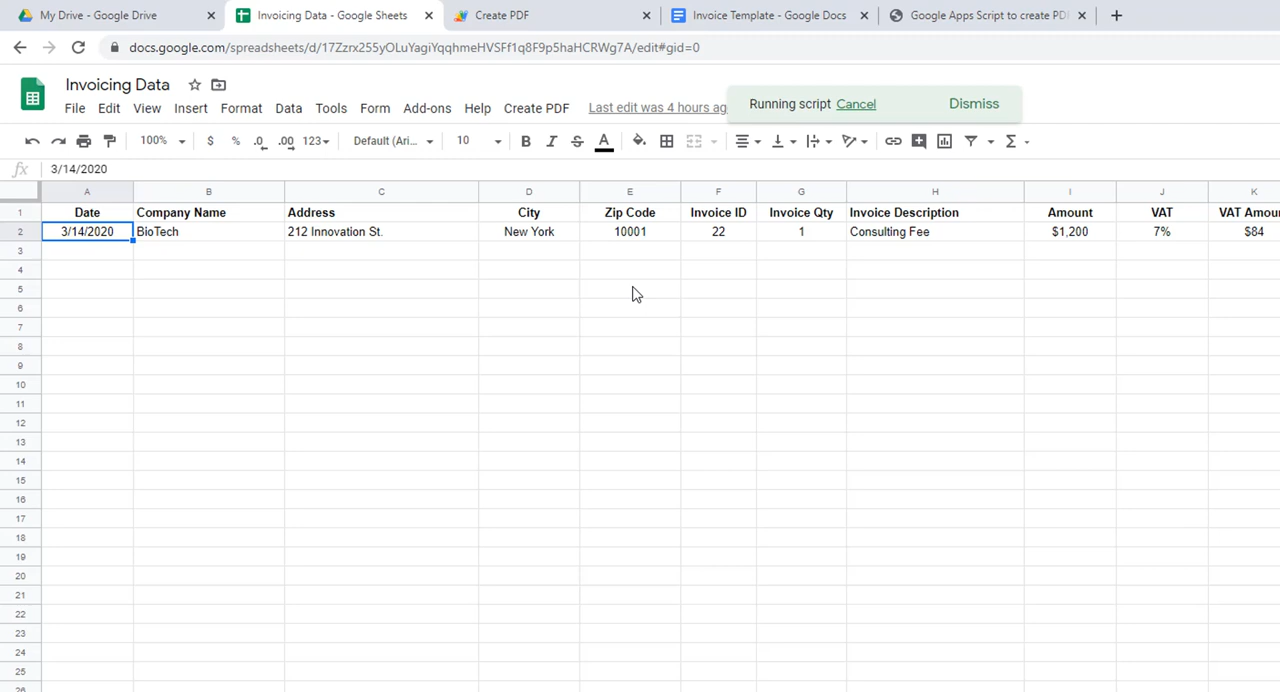 My Drive - Google Drive
Invoicing Data - Google Sheets
Create PDF
Invoice Template - Google Docs
Google Apps Script to create PD
docs.google.com/spreadsheets/d/17Zzrx255yOLuYagiYqqhmeHVSFf1q8F9p5haHCRWg7A/edit#gid=0
Invoicing Data
File Edit View Insert Format Data Tools Form Add-ons Help Create PDF Last edit was 4 hours ag
Running script Cancel Dismiss
100% $ % .0 .00 123 Default (Ari... 10 B I S A Σ
fx 3/14/2020
A B C D E F G H I J K
1 Date Company Name Address City Zip Code Invoice ID Invoice Qty Invoice Description Amount VAT VAT Amou
2 3/14/2020 BioTech 212 Innovation St. New York 10001 22 1 Consulting Fee $1,200 7% $84
3
4
5
6
7
8
9
10
11
12
13
14
15
16
17
18
19
20
21
22
23
24
25
26